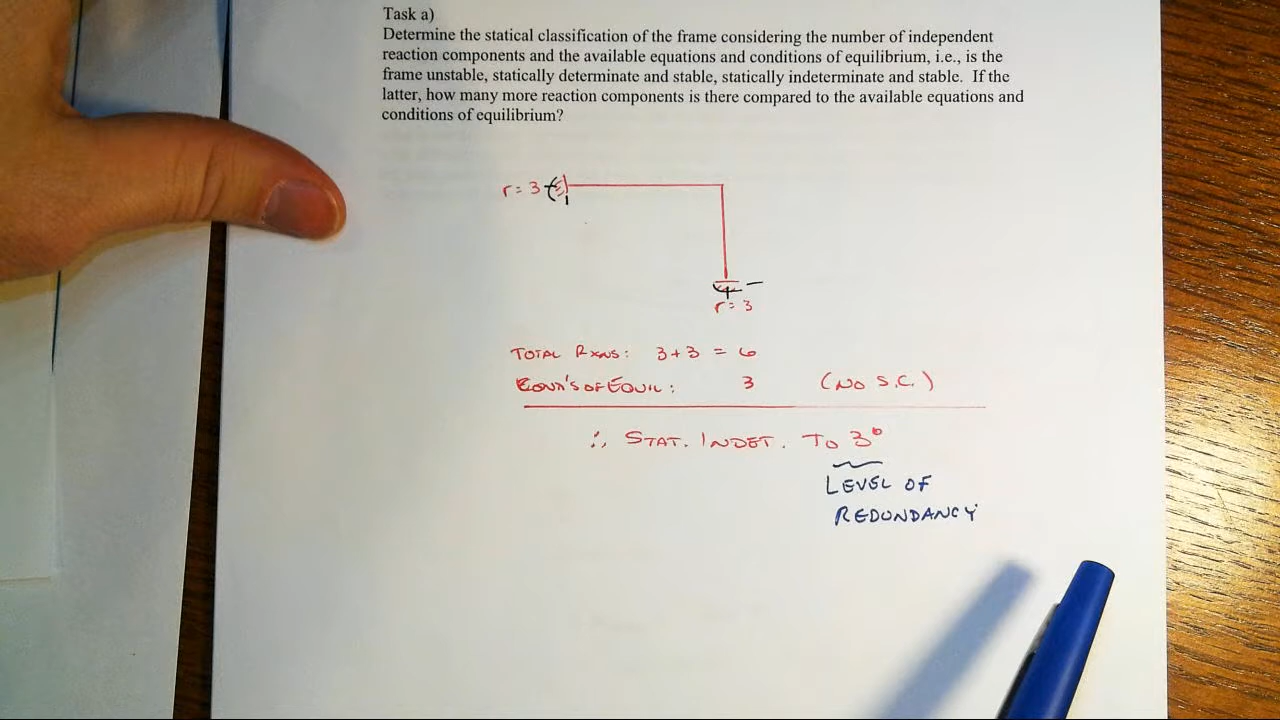 Task a)
Determine the statical classification of the frame considering the number of independent
reaction components and the available equations and conditions of equilibrium, i.e., is the
frame unstable, statically determinate and stable, statically indeterminate and stable.  If the
latter, how many more reaction components is there compared to the available equations and
conditions of equilibrium?
r = 3
r = 3
TOTAL RXNS: 3+3 = 6
EQUN'S OF EQUIL: 3 (NO S.C.)
∴ STAT. INDET. TO 3°
LEVEL OF
REDUNDANCY